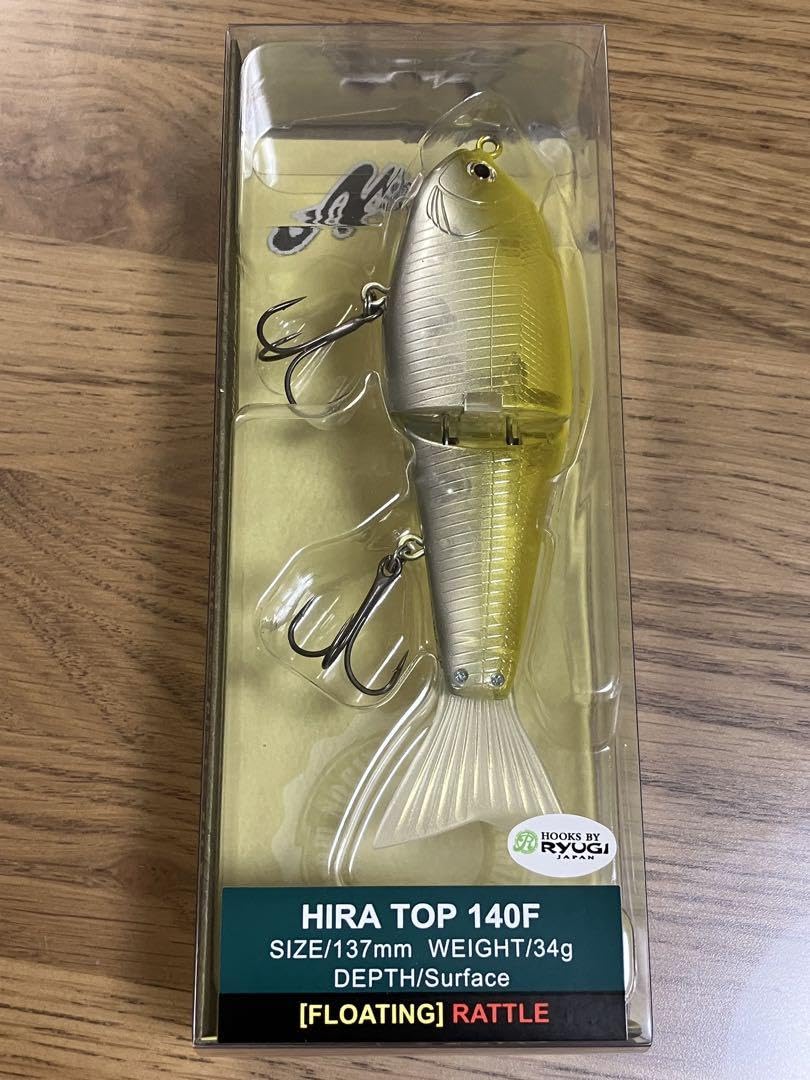 HOOKS BY
RYUGI
JAPAN
HIRA TOP 140F
SIZE/137mm WEIGHT/34g
DEPTH/Surface
[FLOATING] RATTLE